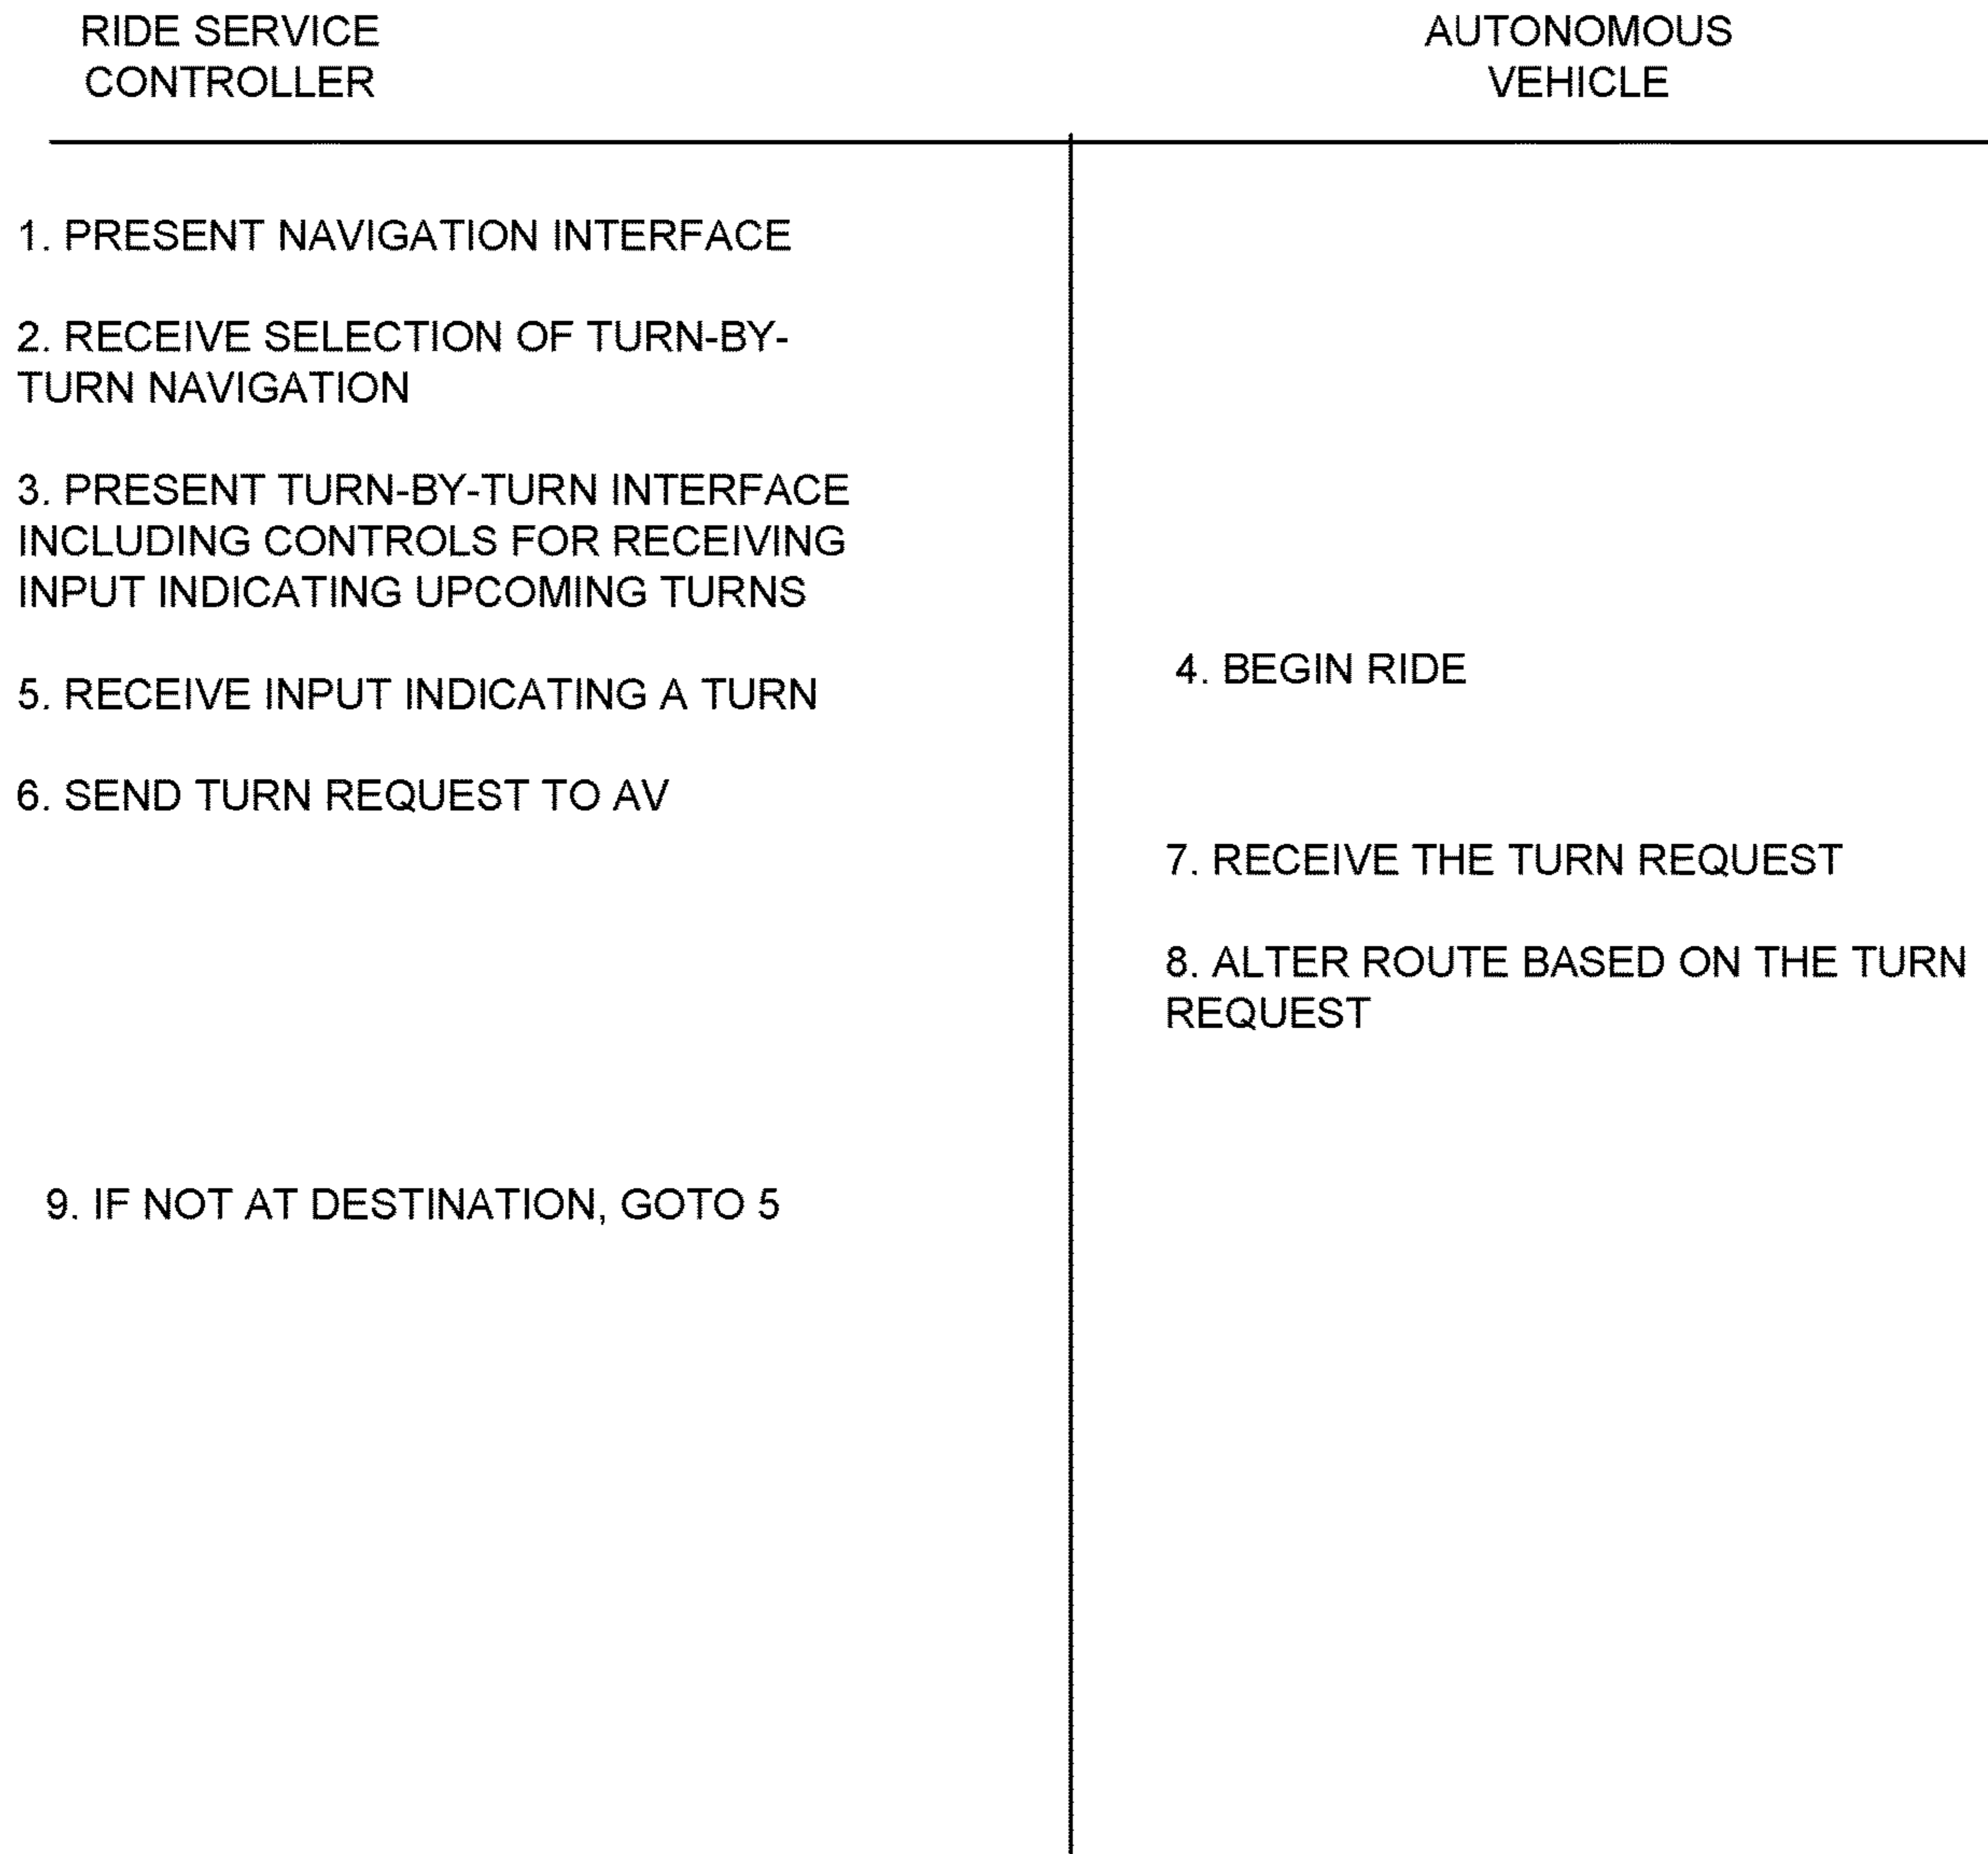 RIDE SERVICE
CONTROLLER
AUTONOMOUS
VEHICLE
1. PRESENT NAVIGATION INTERFACE
2. RECEIVE SELECTION OF TURN-BY-
TURN NAVIGATION
3. PRESENT TURN-BY-TURN INTERFACE
INCLUDING CONTROLS FOR RECEIVING
INPUT INDICATING UPCOMING TURNS
4. BEGIN RIDE
5. RECEIVE INPUT INDICATING A TURN
6. SEND TURN REQUEST TO AV
7. RECEIVE THE TURN REQUEST
8. ALTER ROUTE BASED ON THE TURN
REQUEST
9. IF NOT AT DESTINATION, GOTO 5